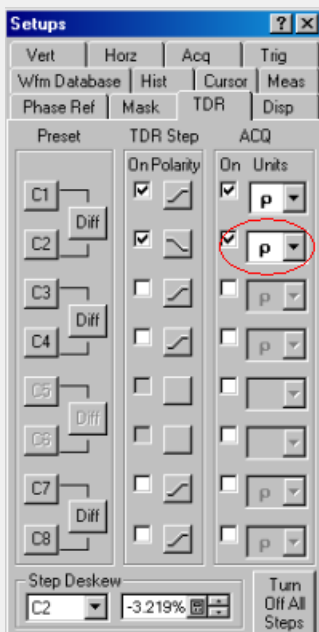 Setups
Vert Horz Acq Trig
Wfm Database Hist Cursor Meas
Phase Ref Mask TDR Disp
Preset TDR Step ACQ
On Polarity On Units
C1 ρ
Diff
C2 ρ
C3 ρ
Diff
C4 ρ
C5
Diff
C6
C7 ρ
Diff
C8 ρ
Step Deskew
C2 -3.219%
Turn
Off All
Steps